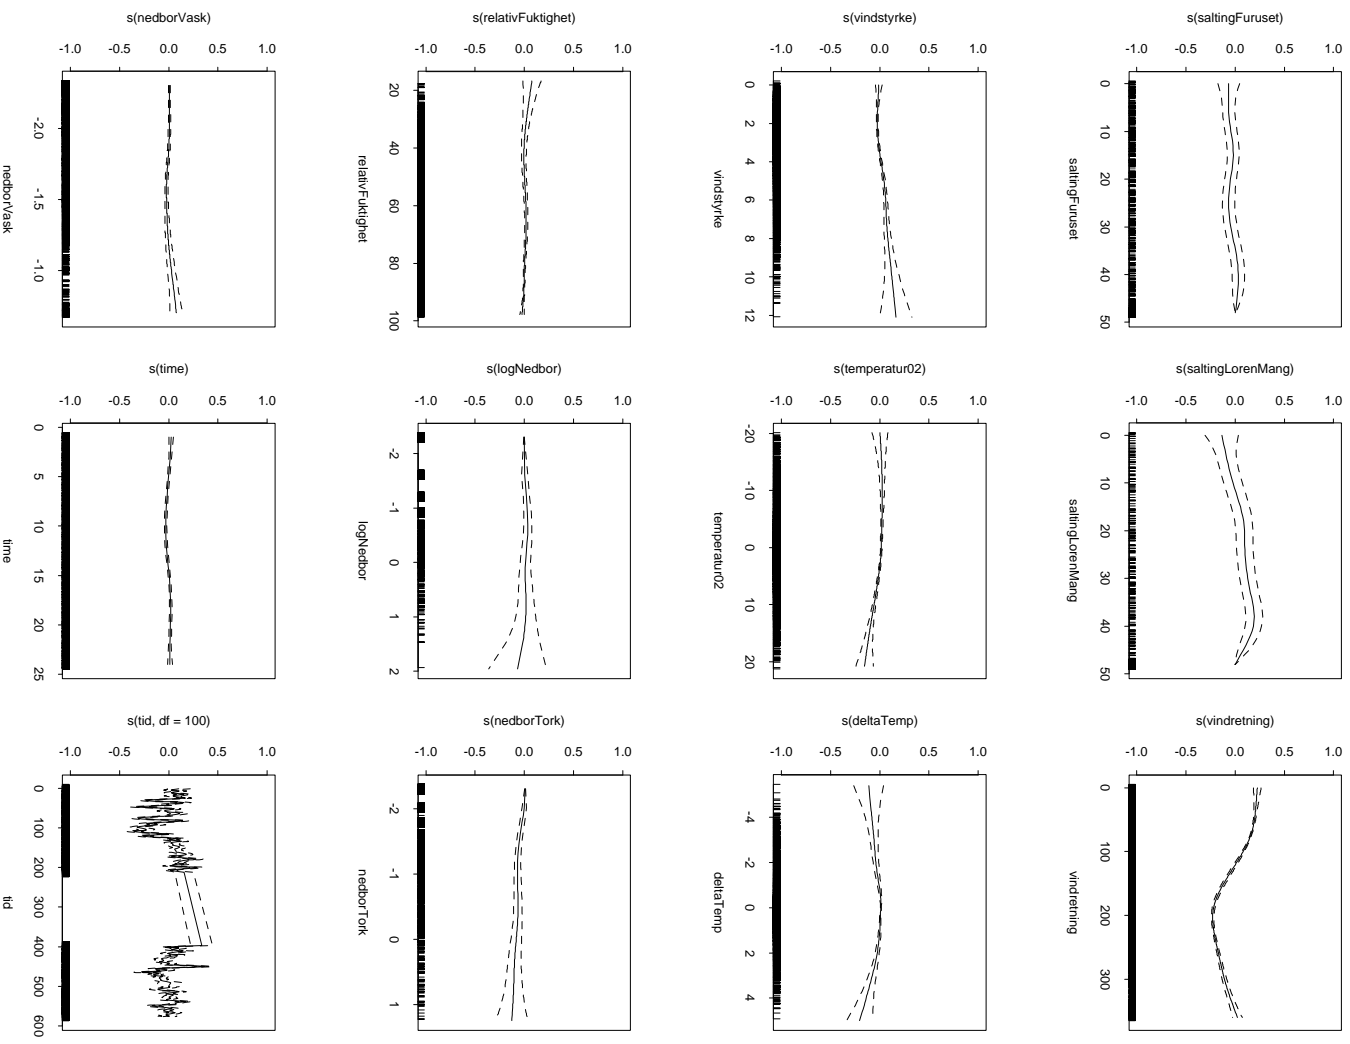 s(nedborVask)
-1.0 -0.5 0.0 0.5 1.0
-2.0 -1.5 -1.0
nedborVask
s(relativFuktighet)
-1.0 -0.5 0.0 0.5 1.0
20 40 60 80 100
relativFuktighet
s(vindstyrke)
-1.0 -0.5 0.0 0.5 1.0
0 2 4 6 8 10 12
vindstyrke
s(saltingFuruset)
-1.0 -0.5 0.0 0.5 1.0
0 10 20 30 40 50
saltingFuruset
s(time)
-1.0 -0.5 0.0 0.5 1.0
0 5 10 15 20 25
time
s(logNedbor)
-1.0 -0.5 0.0 0.5 1.0
-2 -1 0 1 2
logNedbor
s(temperatur02)
-1.0 -0.5 0.0 0.5 1.0
-20 -10 0 10 20
temperatur02
s(saltingLorenMang)
-1.0 -0.5 0.0 0.5 1.0
0 10 20 30 40 50
saltingLorenMang
s(tid, df = 100)
-1.0 -0.5 0.0 0.5 1.0
0 100 200 300 400 500 600
tid
s(nedborTork)
-1.0 -0.5 0.0 0.5 1.0
-2 -1 0 1
nedborTork
s(deltaTemp)
-1.0 -0.5 0.0 0.5 1.0
-4 -2 0 2 4
deltaTemp
s(vindretning)
-1.0 -0.5 0.0 0.5 1.0
0 100 200 300
vindretning